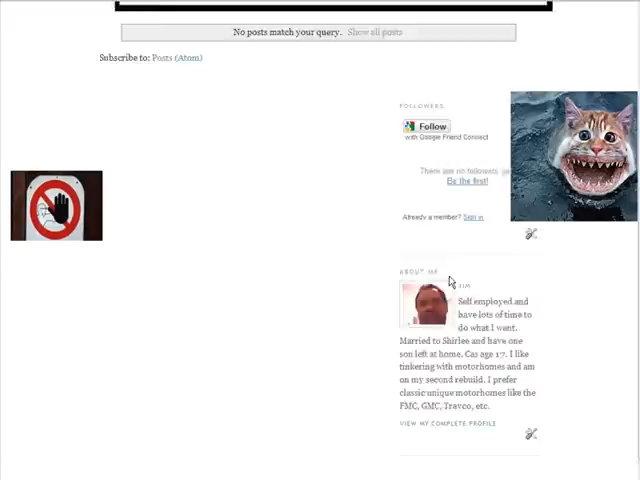 No posts match your query. Show all posts
Subscribe to: Posts (Atom)
FOLLOWERS
Follow
with Google Friend Connect
There are no followers
Be the first!
Already a member? Sign in
ABOUT ME
Self employed and
have lots of time to
do what I want.
Married to Shirlee and have one
son left at home. Cas age 17. I like
tinkering with motorhomes and am
on my second rebuild. I prefer
classic unique motorhomes like the
FMC, GMC, Travco, etc.
VIEW MY COMPLETE PROFILE